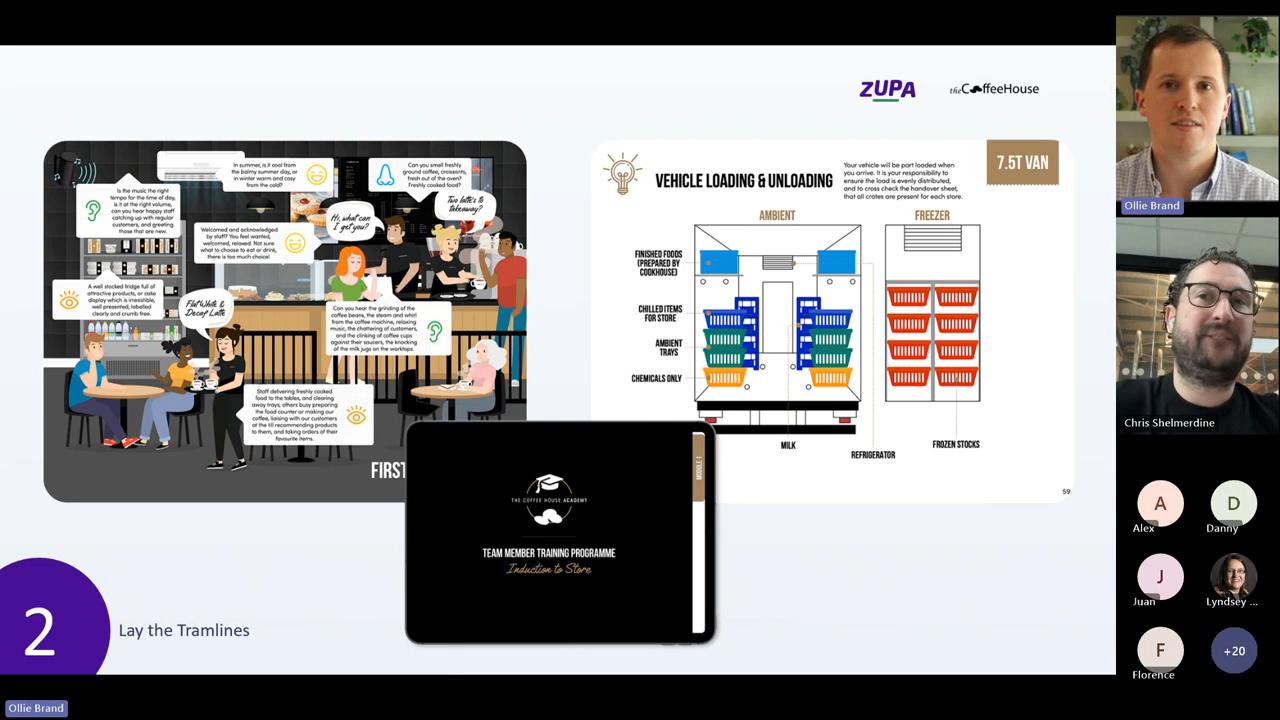 ZUPA
theCoffeeHouse
In summer, is it cool from
the balmy summer day, or
in winter warm and cosy
from the cold?
Can you smell freshly
ground coffee, croissants,
fresh out of the oven?
Freshly cooked food?
Is the music the right
tempo for the time of day,
is it at the right volume,
can you hear happy staff
catching up with regular
customers, and greeting
those that are new.
Hi, what can
I get you?
Two latte's to
takeaway?
Welcomed and acknowledged
by staff? You feel wanted,
welcomed, relaxed. Not sure
what to choose to eat or drink,
there is too much choice!
A well stocked fridge full of
attractive products, or cake
display which is irresistible,
well presented, labelled
clearly and crumb free.
Flat White &
Decap Latte
Can you hear the grinding of the
coffee beans, the steam and whirl
from the coffee machine, relaxing
music, the chattering of customers,
and the clinking of coffee cups
against their saucers, the knocking
of the milk jugs on the worktops.
Staff delivering freshly cooked
food to the tables, and clearing
away trays; others busy preparing
the food counter or making our
coffee, liaising with our customers
at the till recommending products
to them, and taking orders of their
favourite items.
FIRST
VEHICLE LOADING & UNLOADING
Your vehicle will be part loaded when
you arrive. It is your responsibility to
ensure the load is evenly distributed,
and to cross check the handover sheet,
that all crates are present for each store.
7.5T VAN
AMBIENT
FREEZER
FINISHED FOODS
(PREPARED BY
COOKHOUSE)
CHILLED ITEMS
FOR STORE
AMBIENT
TRAYS
CHEMICALS ONLY
MILK
REFRIGERATOR
FROZEN STOCKS
59
MODULE 1
THE COFFEE HOUSE ACADEMY
TEAM MEMBER TRAINING PROGRAMME
Induction to Store
2
Lay the Tramlines
Ollie Brand
Ollie Brand
Chris Shelmerdine
A
Alex
D
Danny
J
Juan
Lyndsey ...
F
Florence
+20